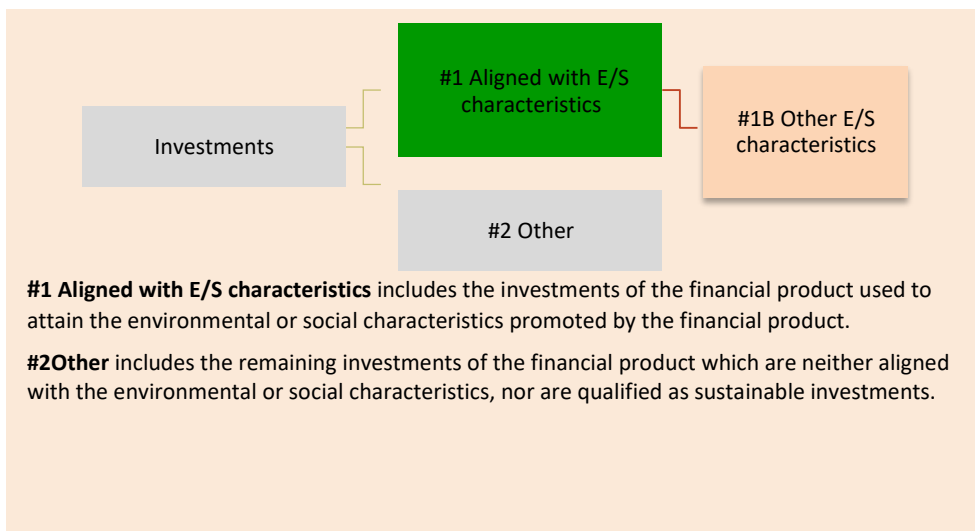 #1 Aligned with E/S
characteristics
#1B Other E/S
characteristics
Investments
#2 Other
#1 Aligned with E/S characteristics includes the investments of the financial product used to
attain the environmental or social characteristics promoted by the financial product.
#2Other includes the remaining investments of the financial product which are neither aligned
with the environmental or social characteristics, nor are qualified as sustainable investments.